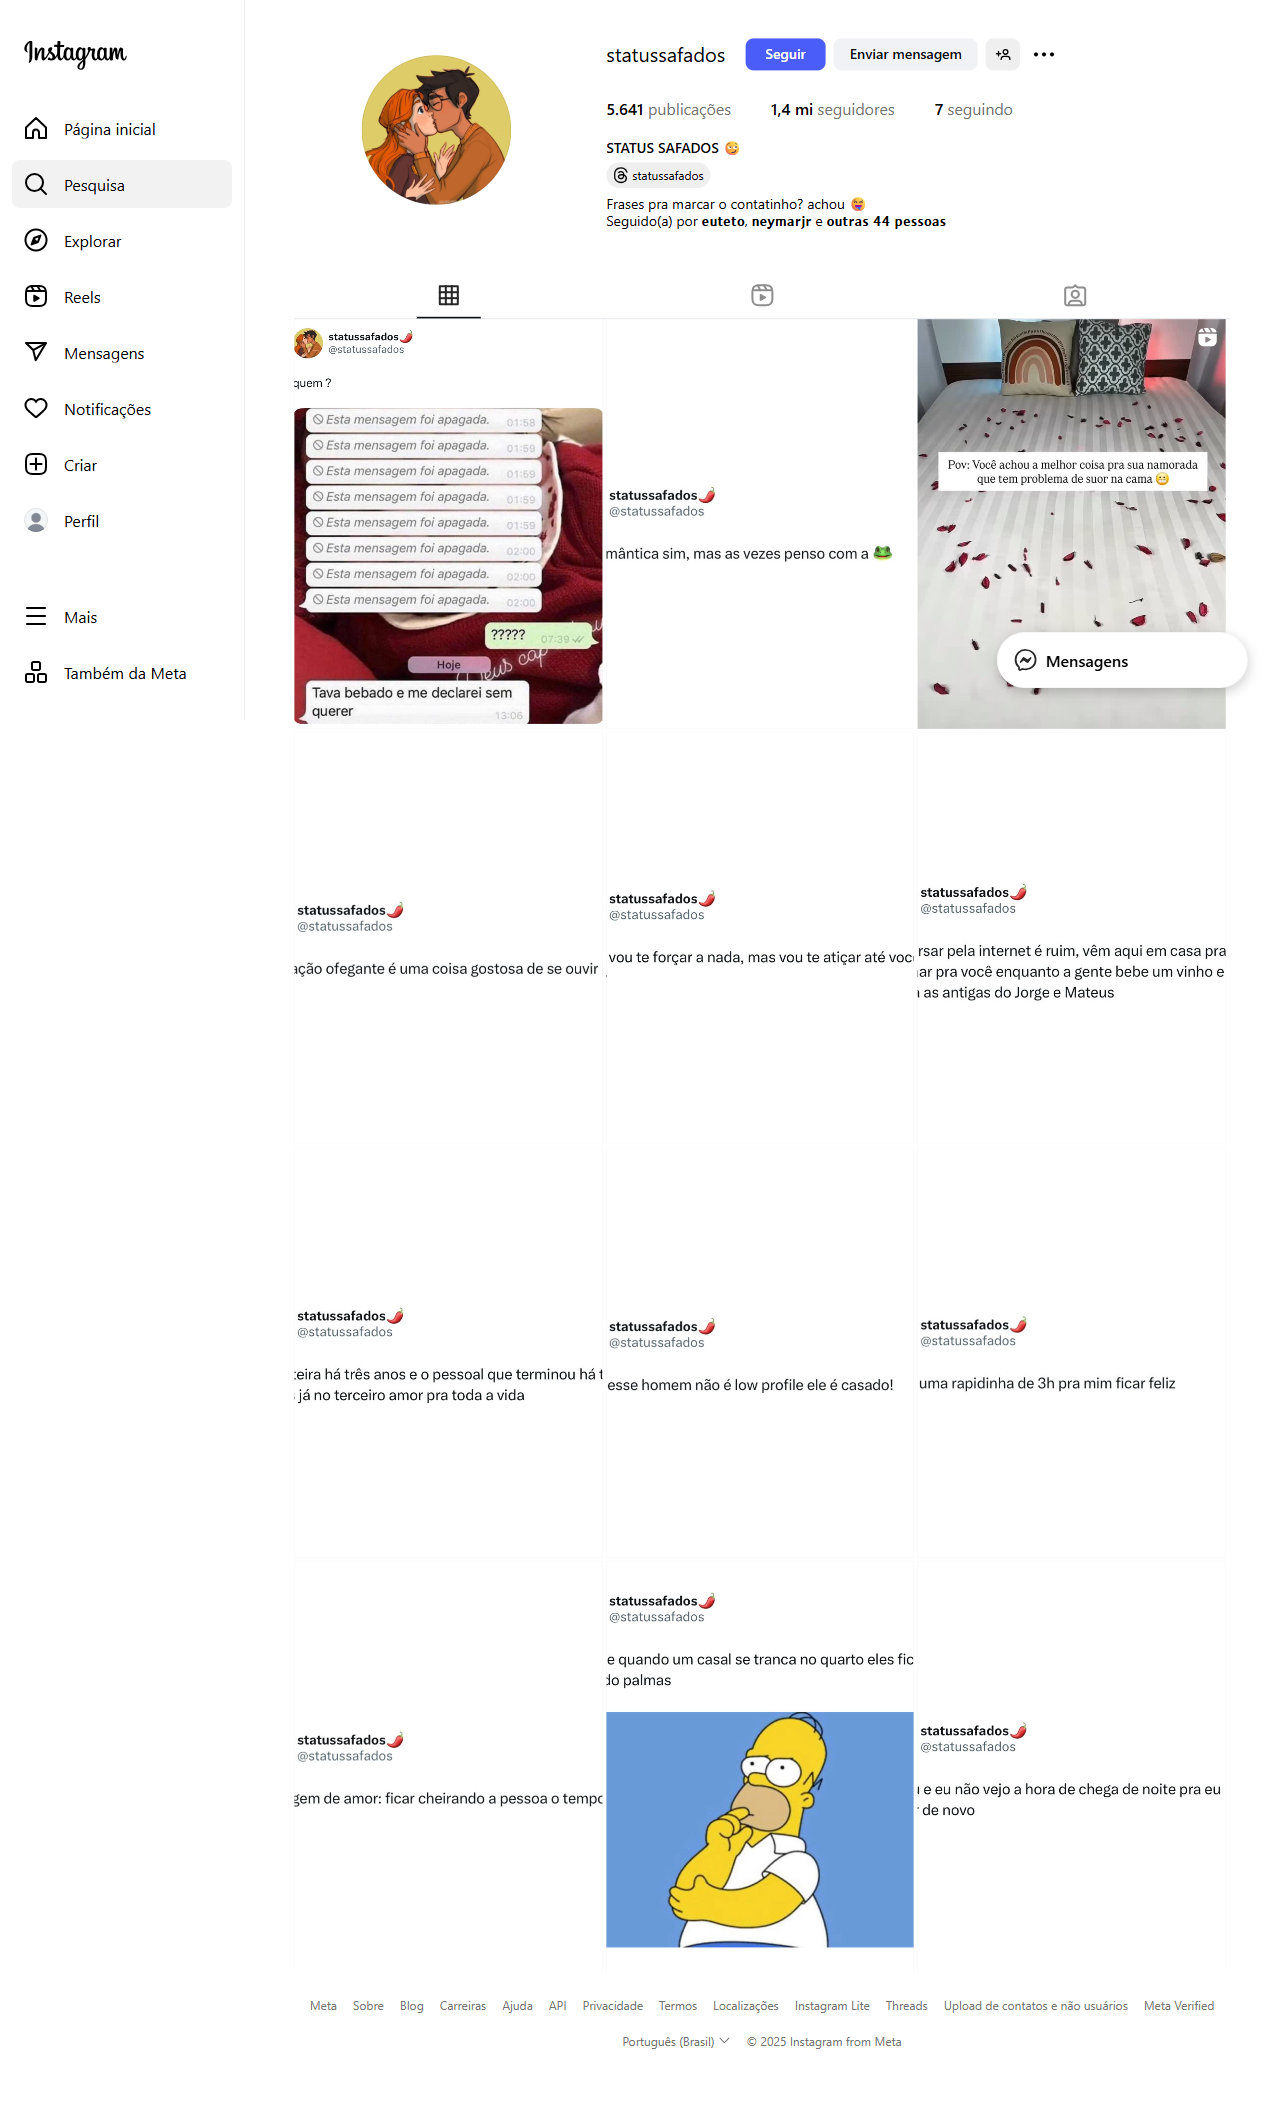 Instagram
Página inicial
Pesquisa
Explorar
Reels
Mensagens
Notificações
Criar
Perfil
Mais
Também da Meta
statussafados
Seguir
Enviar mensagem
5.641 publicações
1,4 mi seguidores
7 seguindo
STATUS SAFADOS 🤪
statussafados
Frases pra marcar o contatinho? achou 😝
Seguido(a) por euteto, neymarjr e outras 44 pessoas
statussafados🌶️
@statussafados
quem ?
Esta mensagem foi apagada. 01:58
Esta mensagem foi apagada. 01:59
Esta mensagem foi apagada. 01:59
Esta mensagem foi apagada. 01:59
Esta mensagem foi apagada. 01:59
Esta mensagem foi apagada. 02:00
Esta mensagem foi apagada. 02:00
Esta mensagem foi apagada. 02:00
????? 07:39
Hoje
Tava bebado e me declarei sem
querer 13:06
statussafados🌶️
@statussafados
mântica sim, mas as vezes penso com a 🐸
Pov: Você achou a melhor coisa pra sua namorada
que tem problema de suor na cama 😬
Mensagens
statussafados🌶️
@statussafados
ação ofegante é uma coisa gostosa de se ouvir
statussafados🌶️
@statussafados
vou te forçar a nada, mas vou te atiçar até você
statussafados🌶️
@statussafados
rsar pela internet é ruim, vêm aqui em casa pra
ar pra você enquanto a gente bebe um vinho e
as antigas do Jorge e Mateus
statussafados🌶️
@statussafados
teira há três anos e o pessoal que terminou há t
já no terceiro amor pra toda a vida
statussafados🌶️
@statussafados
esse homem não é low profile ele é casado!
statussafados🌶️
@statussafados
uma rapidinha de 3h pra mim ficar feliz
statussafados🌶️
@statussafados
gem de amor: ficar cheirando a pessoa o tempo
statussafados🌶️
@statussafados
e quando um casal se tranca no quarto eles fic
do palmas
statussafados🌶️
@statussafados
e eu não vejo a hora de chega de noite pra eu
de novo
Meta Sobre Blog Carreiras Ajuda API Privacidade Termos Localizações Instagram Lite Threads Upload de contatos e não usuários Meta Verified
Português (Brasil) © 2025 Instagram from Meta